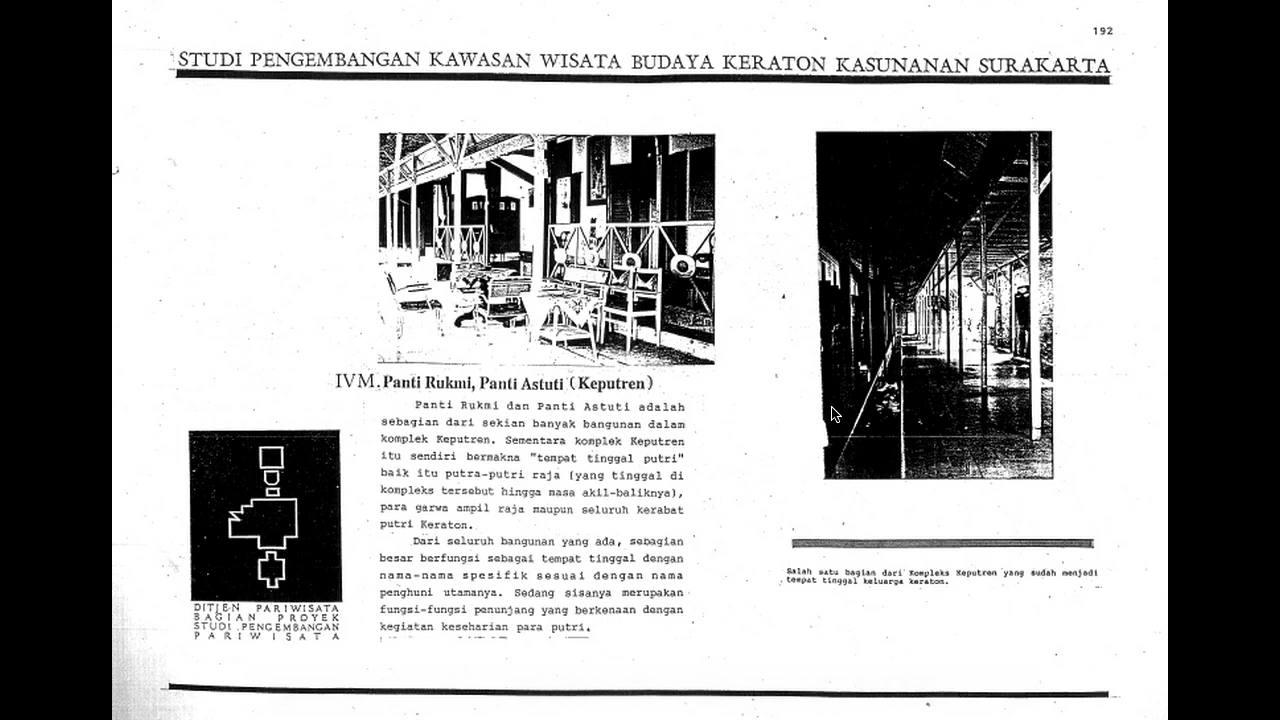 192
STUDI PENGEMBANGAN KAWASAN WISATA BUDAYA KERATON KASUNANAN SURAKARTA
IVM. Panti Rukmi, Panti Astuti (Keputren)
Panti Rukmi dan Panti Astuti adalah
sebagian dari sekian banyak bangunan dalam
komplek Keputren. Sementara komplek Keputren
itu sendiri bermakna "tempat tinggal putri"
baik itu putra-putri raja (yang tinggal di
kompleks tersebut hingga masa akil-baliknya),
para garwa ampil raja maupun seluruh kerabat
putri Keraton.
Dari seluruh bangunan yang ada, sebagian
besar berfungsi sebagai tempat tinggal dengan
nama-nama spesifik sesuai dengan nama
penghuni utamanya. Sedang sisanya merupakan
fungsi-fungsi penunjang yang berkenaan dengan
kegiatan keseharian para putri.
DITJEN PARIWISATA
BAGIAN PROYEK
STUDI PENGEMBANGAN
PARIWISATA
Salah satu bagian dari Kompleks Keputren yang sudah menjadi
tempat tinggal keluarga keraton.